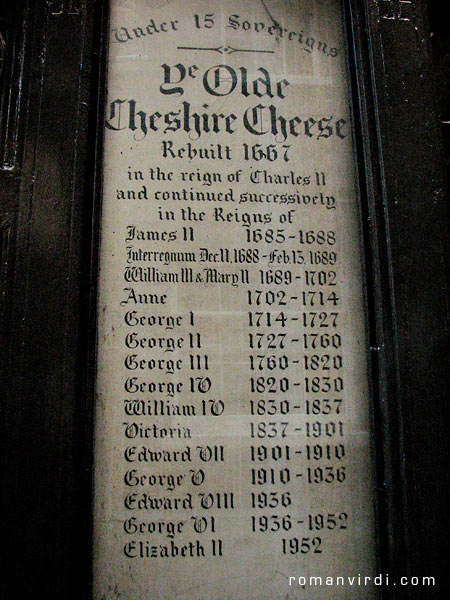 Under 15 Sovereigns
Ye Olde
Cheshire Cheese
Rebuilt 1667
in the reign of Charles II
and continued successively
in the Reigns of
James II 1685-1688
Interregnum Dec. 11, 1688 - Feb. 13, 1689
William III & Mary II 1689-1702
Anne 1702-1714
George I 1714-1727
George II 1727-1760
George III 1760-1820
George IV 1820-1830
William IV 1830-1837
Victoria 1837-1901
Edward VII 1901-1910
George V 1910-1936
Edward VIII 1936
George VI 1936-1952
Elizabeth II 1952
romanvirdi.com